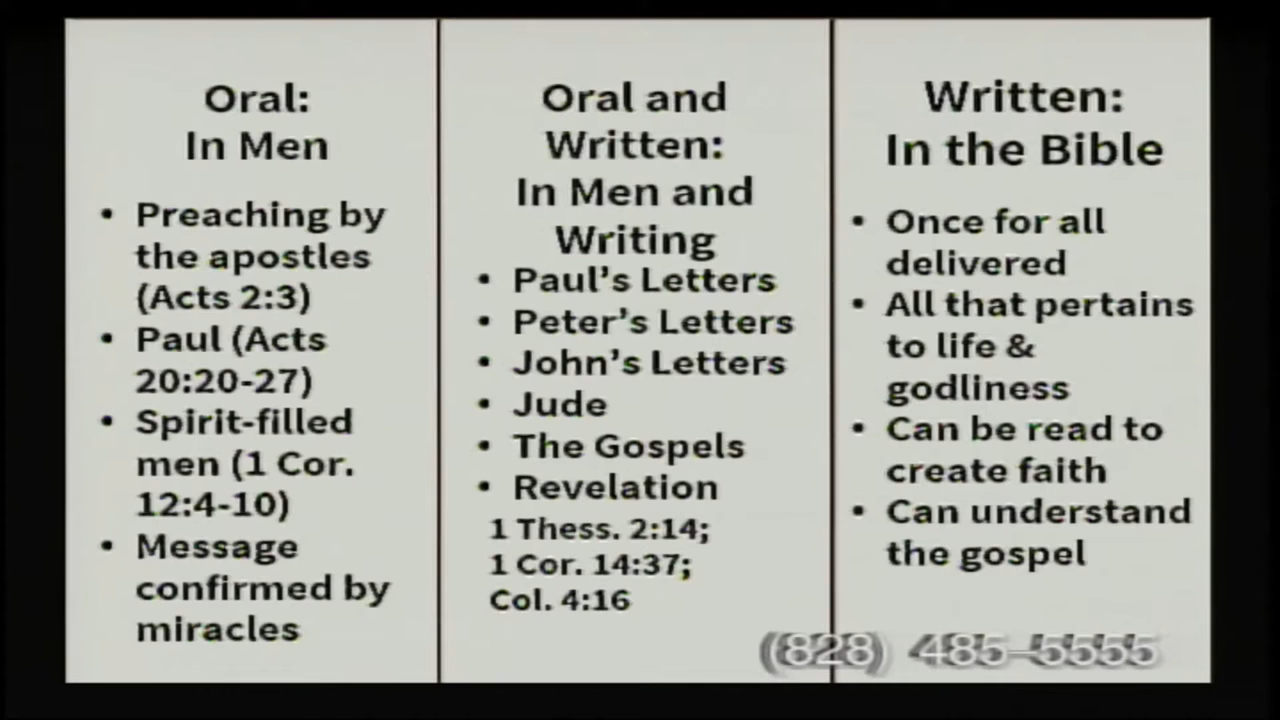 Oral:
In Men
• Preaching by
the apostles
(Acts 2:3)
• Paul (Acts
20:20-27)
• Spirit-filled
men (1 Cor.
12:4-10)
• Message
confirmed by
miracles
Oral and
Written:
In Men and
Writing
• Paul’s Letters
• Peter’s Letters
• John’s Letters
• Jude
• The Gospels
• Revelation
1 Thess. 2:14;
1 Cor. 14:37;
Col. 4:16
Written:
In the Bible
• Once for all
delivered
• All that pertains
to life &
godliness
• Can be read to
create faith
• Can understand
the gospel
(828) 485-5555